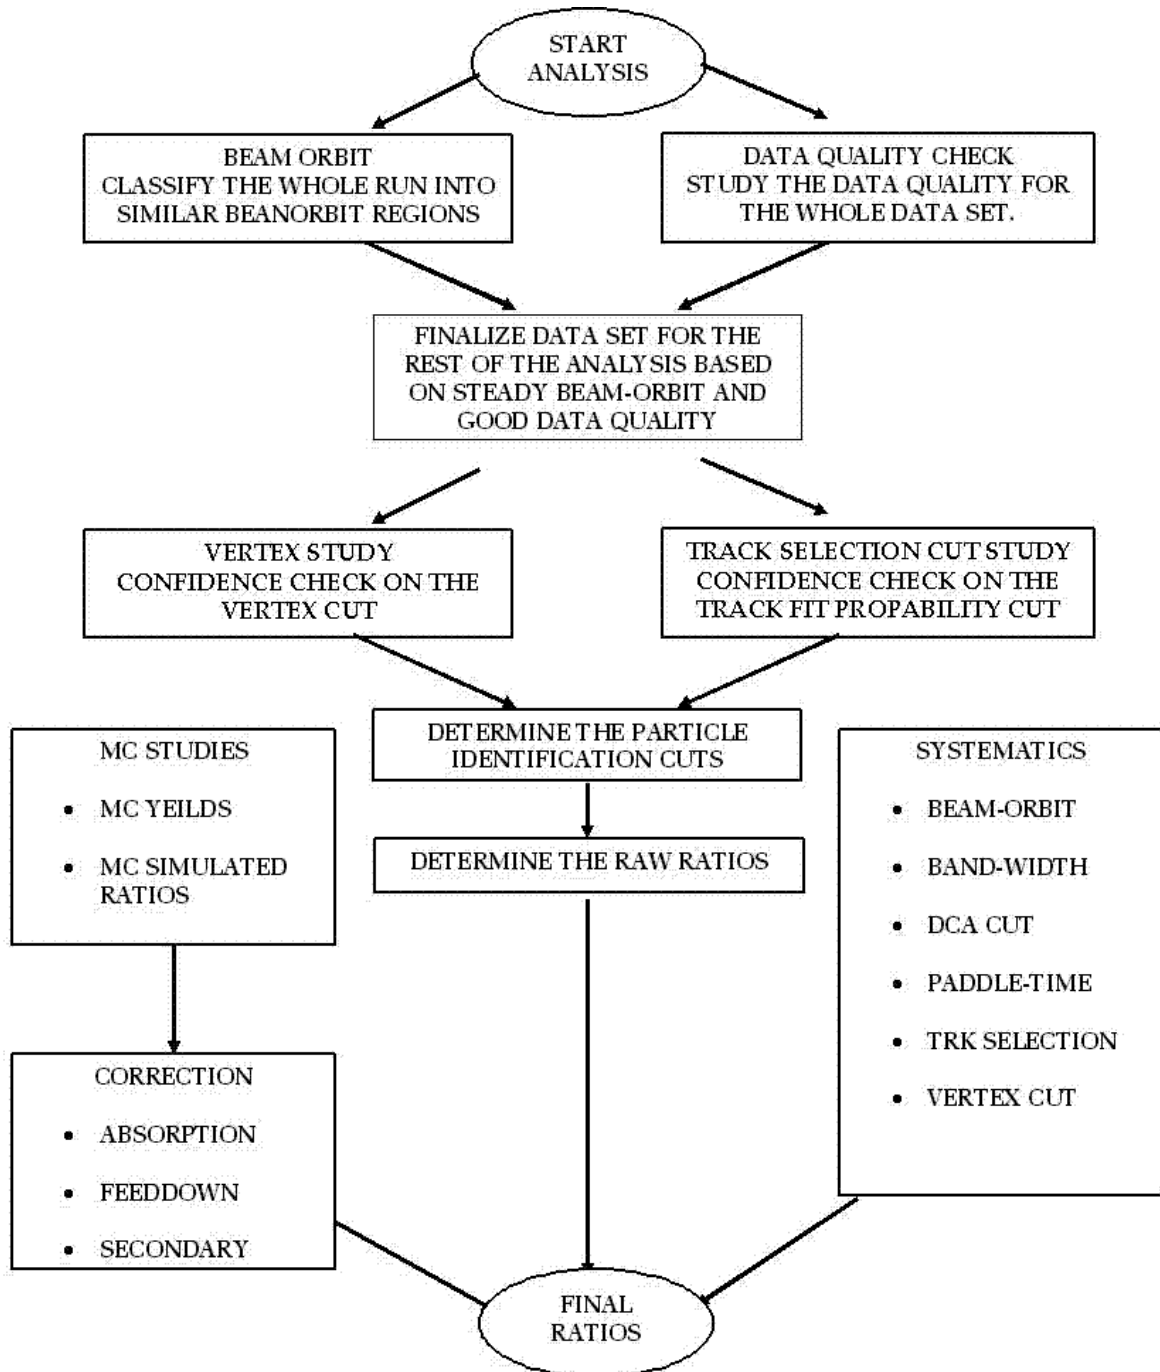 START
ANALYSIS
BEAM ORBIT
CLASSIFY THE WHOLE RUN INTO
SIMILAR BEANORBIT REGIONS
DATA QUALITY CHECK
STUDY THE DATA QUALITY FOR
THE WHOLE DATA SET.
FINALIZE DATA SET FOR THE
REST OF THE ANALYSIS BASED
ON STEADY BEAM-ORBIT AND
GOOD DATA QUALITY
VERTEX STUDY
CONFIDENCE CHECK ON THE
VERTEX CUT
TRACK SELECTION CUT STUDY
CONFIDENCE CHECK ON THE
TRACK FIT PROPABILITY CUT
DETERMINE THE PARTICLE
IDENTIFICATION CUTS
DETERMINE THE RAW RATIOS
MC STUDIES
• MC YEILDS
• MC SIMULATED
RATIOS
CORRECTION
• ABSORPTION
• FEEDDOWN
• SECONDARY
SYSTEMATICS
• BEAM-ORBIT
• BAND-WIDTH
• DCA CUT
• PADDLE-TIME
• TRK SELECTION
• VERTEX CUT
FINAL
RATIOS